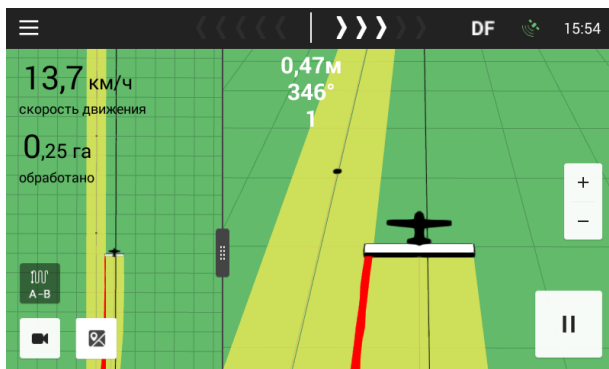 DF
15:54
13,7 км/ч
скорость движения
0,25 га
обработано
0,47м
346°
1
+
−
A-B